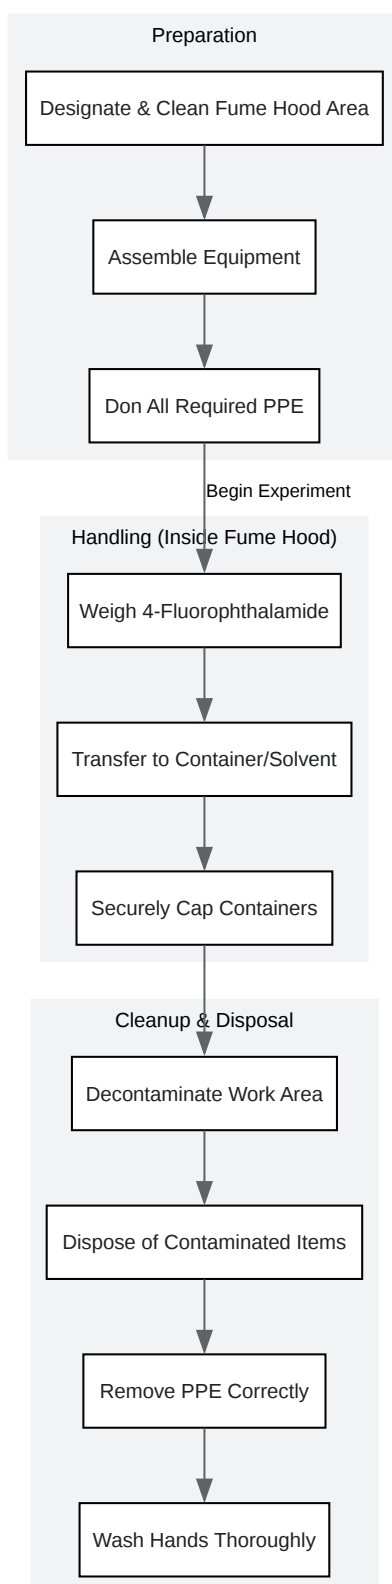 Preparation
Designate & Clean Fume Hood Area
Assemble Equipment
Don All Required PPE
Begin Experiment
Handling (Inside Fume Hood)
Weigh 4-Fluorophthalamide
Transfer to Container/Solvent
Securely Cap Containers
Cleanup & Disposal
Decontaminate Work Area
Dispose of Contaminated Items
Remove PPE Correctly
Wash Hands Thoroughly